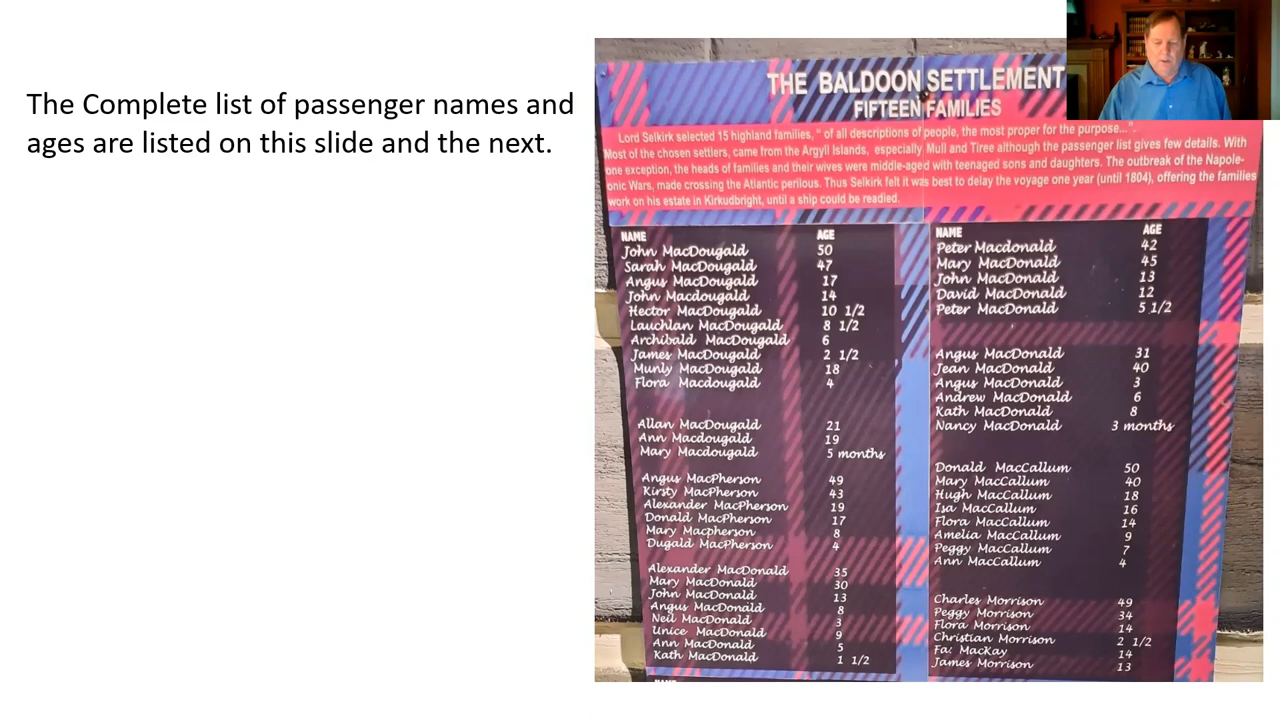 The Complete list of passenger names and
ages are listed on this slide and the next.
THE BALDOON SETTLEMENT
FIFTEEN FAMILIES
Lord Selkirk selected 15 highland families, " of all descriptions of people, the most proper for the purpose..."
Most of the chosen settlers, came from the Argyll Islands, especially Mull and Tiree although the passenger list gives few details. With
one exception, the heads of families and their wives were middle-aged with teenaged sons and daughters. The outbreak of the Napole-
onic Wars, made crossing the Atlantic perilous. Thus Selkirk felt it was best to delay the voyage one year (until 1804), offering the families
work on his estate in Kirkudbright, until a ship could be readied.
NAME AGE
John MacDougald 50
Sarah MacDougald 47
Angus MacDougald 17
John Macdougald 14
Hector MacDougald 10 1/2
Lauchlan MacDougald 8 1/2
Archibald MacDougald 6
James MacDougald 2 1/2
Munly MacDougald 18
Flora Macdougald 4
Allan MacDougald 21
Ann Macdougald 19
Mary Macdougald 5 months
Angus MacPherson 49
Kirsty MacPherson 43
Alexander MacPherson 19
Donald MacPherson 17
Mary Macpherson 8
Dugald MacPherson 4
Alexander MacDonald 35
Mary MacDonald 30
John MacDonald 13
Angus MacDonald 8
Neil MacDonald 3
Unice MacDonald 9
Ann MacDonald 5
Kath MacDonald 1 1/2
NAME AGE
Peter Macdonald 42
Mary MacDonald 45
John MacDonald 13
David MacDonald 12
Peter MacDonald 5 1/2
Angus MacDonald 31
Jean MacDonald 40
Angus MacDonald 3
Andrew MacDonald 6
Kath MacDonald 8
Nancy MacDonald 3 months
Donald MacCallum 50
Mary MacCallum 40
Hugh MacCallum 18
Isa MacCallum 16
Flora MacCallum 14
Amelia MacCallum 9
Peggy MacCallum 7
Ann MacCallum 4
Charles Morrison 49
Peggy Morrison 34
Flora Morrison 14
Christian Morrison 2 1/2
Fa: MacKay 14
James Morrison 13